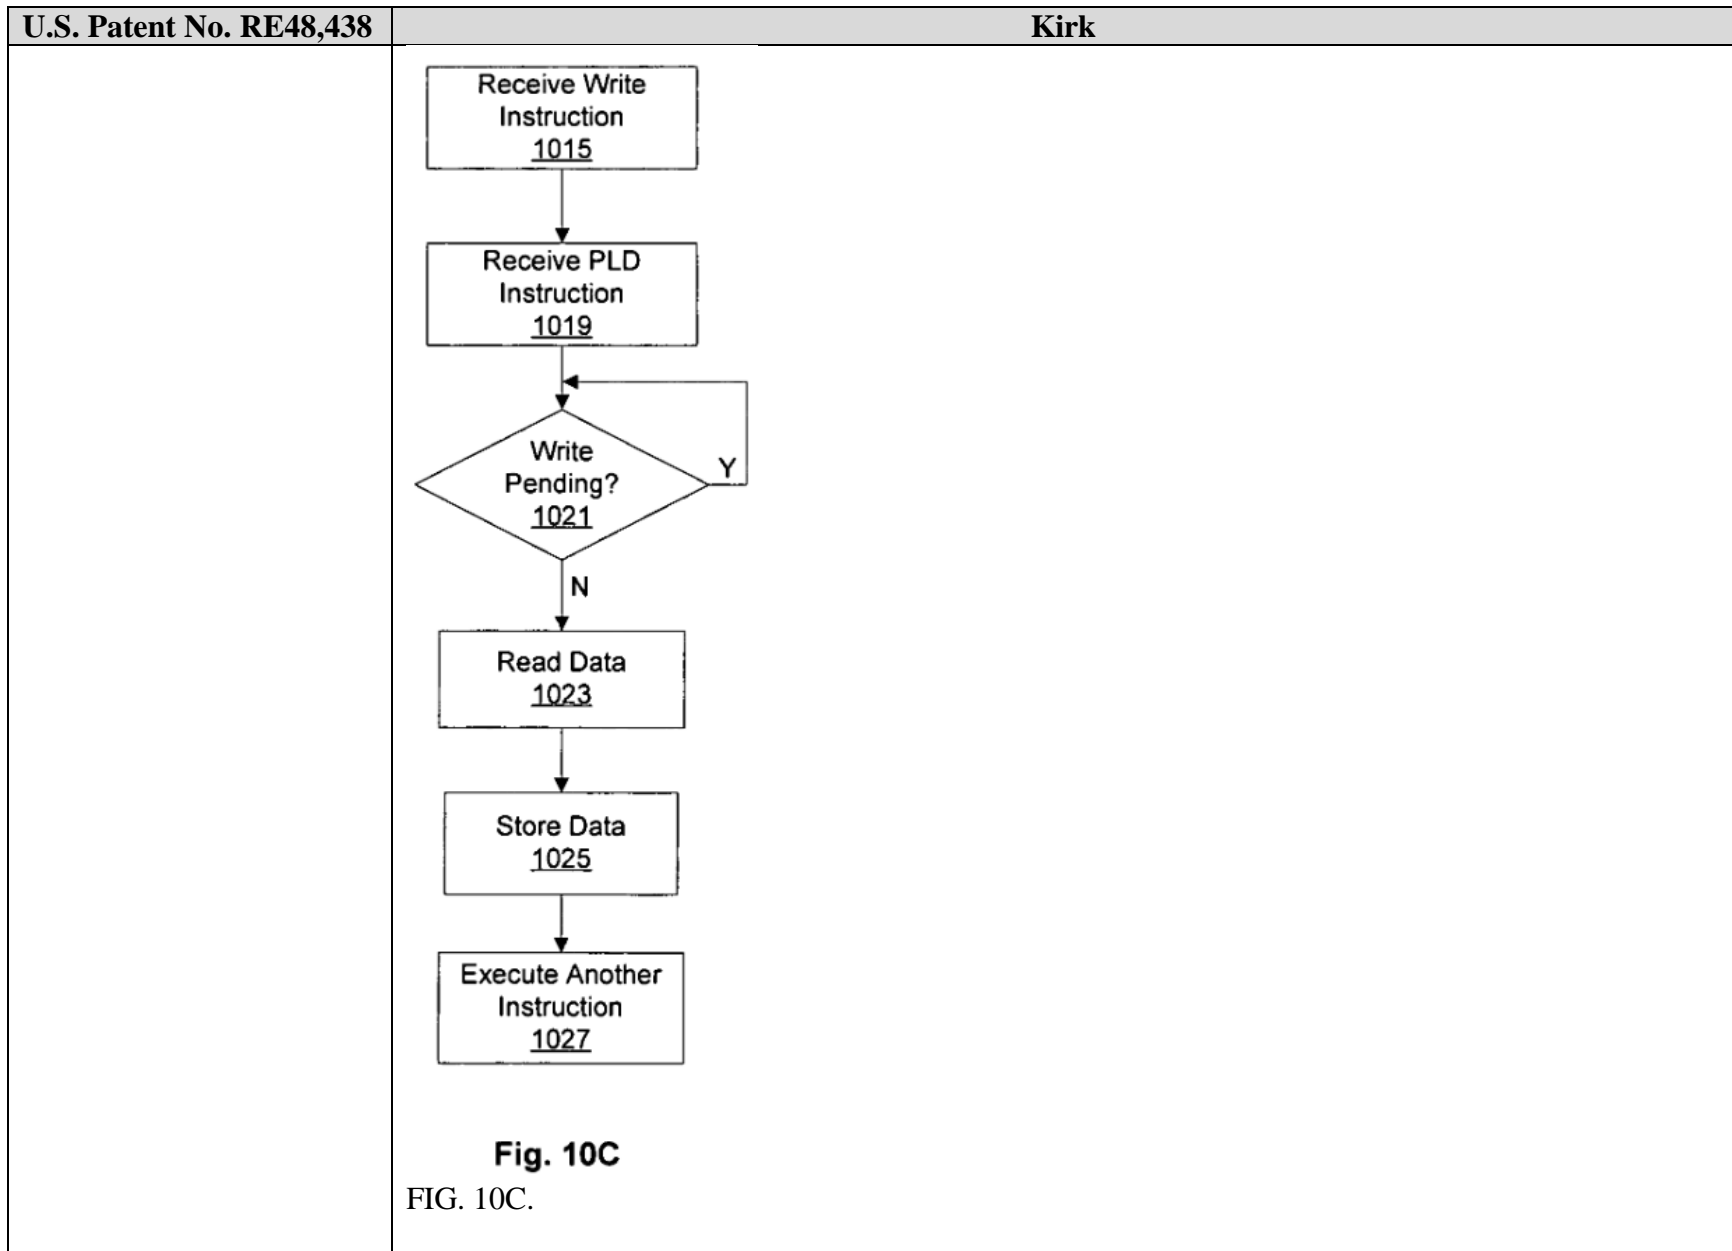 U.S. Patent No. RE48,438
Kirk
Receive Write
Instruction
1015
Receive PLD
Instruction
1019
Write
Pending?
1021
Y
N
Read Data
1023
Store Data
1025
Execute Another
Instruction
1027
Fig. 10C
FIG. 10C.